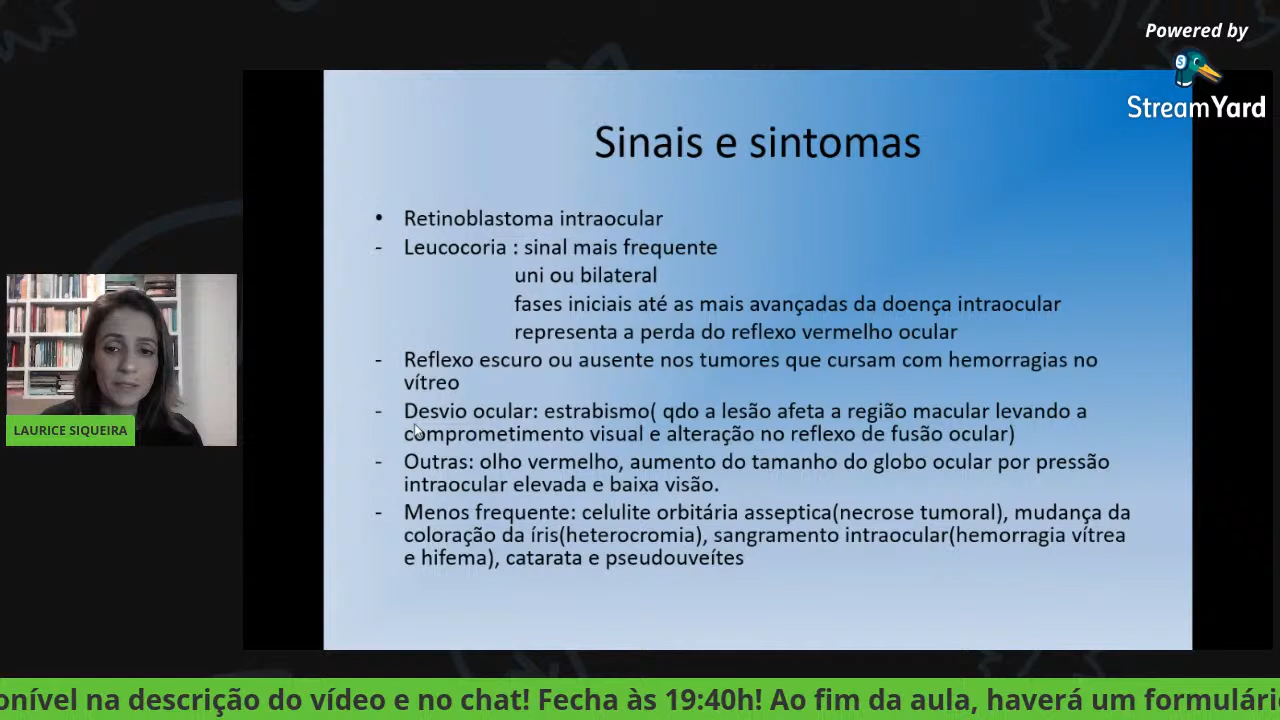 Powered by
StreamYard
Sinais e sintomas
• Retinoblastoma intraocular
- Leucocoria : sinal mais frequente
uni ou bilateral
fases iniciais até as mais avançadas da doença intraocular
representa a perda do reflexo vermelho ocular
- Reflexo escuro ou ausente nos tumores que cursam com hemorragias no
vítreo
- Desvio ocular: estrabismo( qdo a lesão afeta a região macular levando a
comprometimento visual e alteração no reflexo de fusão ocular)
- Outras: olho vermelho, aumento do tamanho do globo ocular por pressão
intraocular elevada e baixa visão.
- Menos frequente: celulite orbitária asseptica(necrose tumoral), mudança da
coloração da íris(heterocromia), sangramento intraocular(hemorragia vítrea
e hifema), catarata e pseudouveítes
LAURICE SIQUEIRA
onível na descrição do vídeo e no chat! Fecha às 19:40h! Ao fim da aula, haverá um formulári